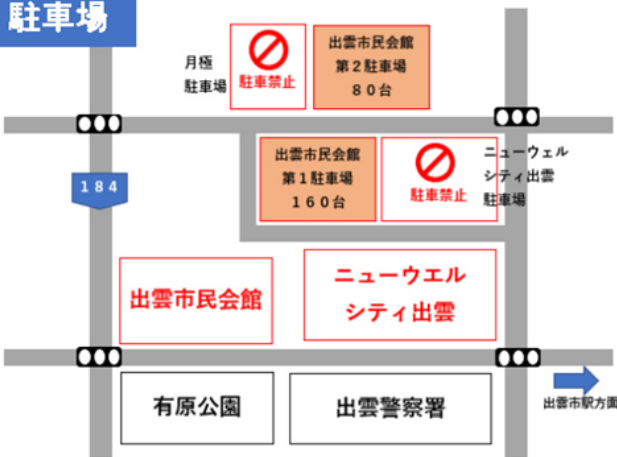 駐車場
月極
駐車場
駐車禁止
出雲市民会館
第2駐車場
80台
出雲市民会館
第1駐車場
160台
駐車禁止
ニューウェル
シティ出雲
駐車場
184
出雲市民会館
ニューウエル
シティ出雲
有原公園
出雲警察署
出雲市駅方面